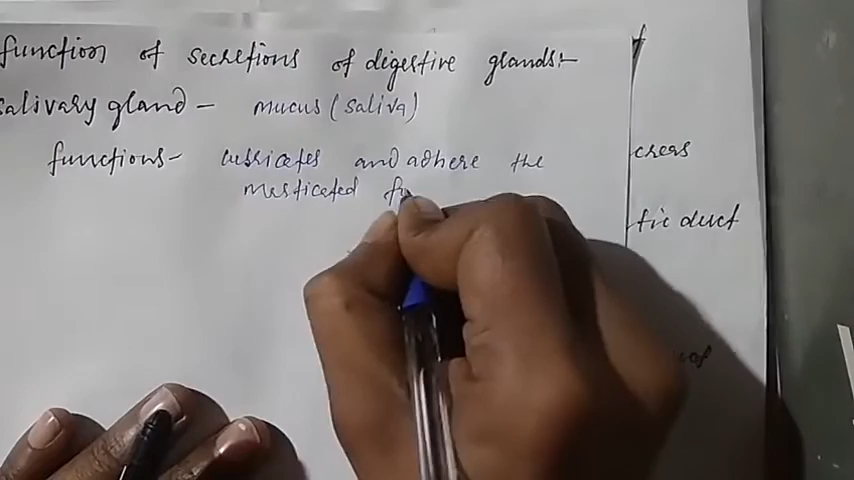 function of secretions of digestive glands:-
salivary gland - mucus (saliva)
functions- lubricates and adhere the
masticated
creas
tic duct